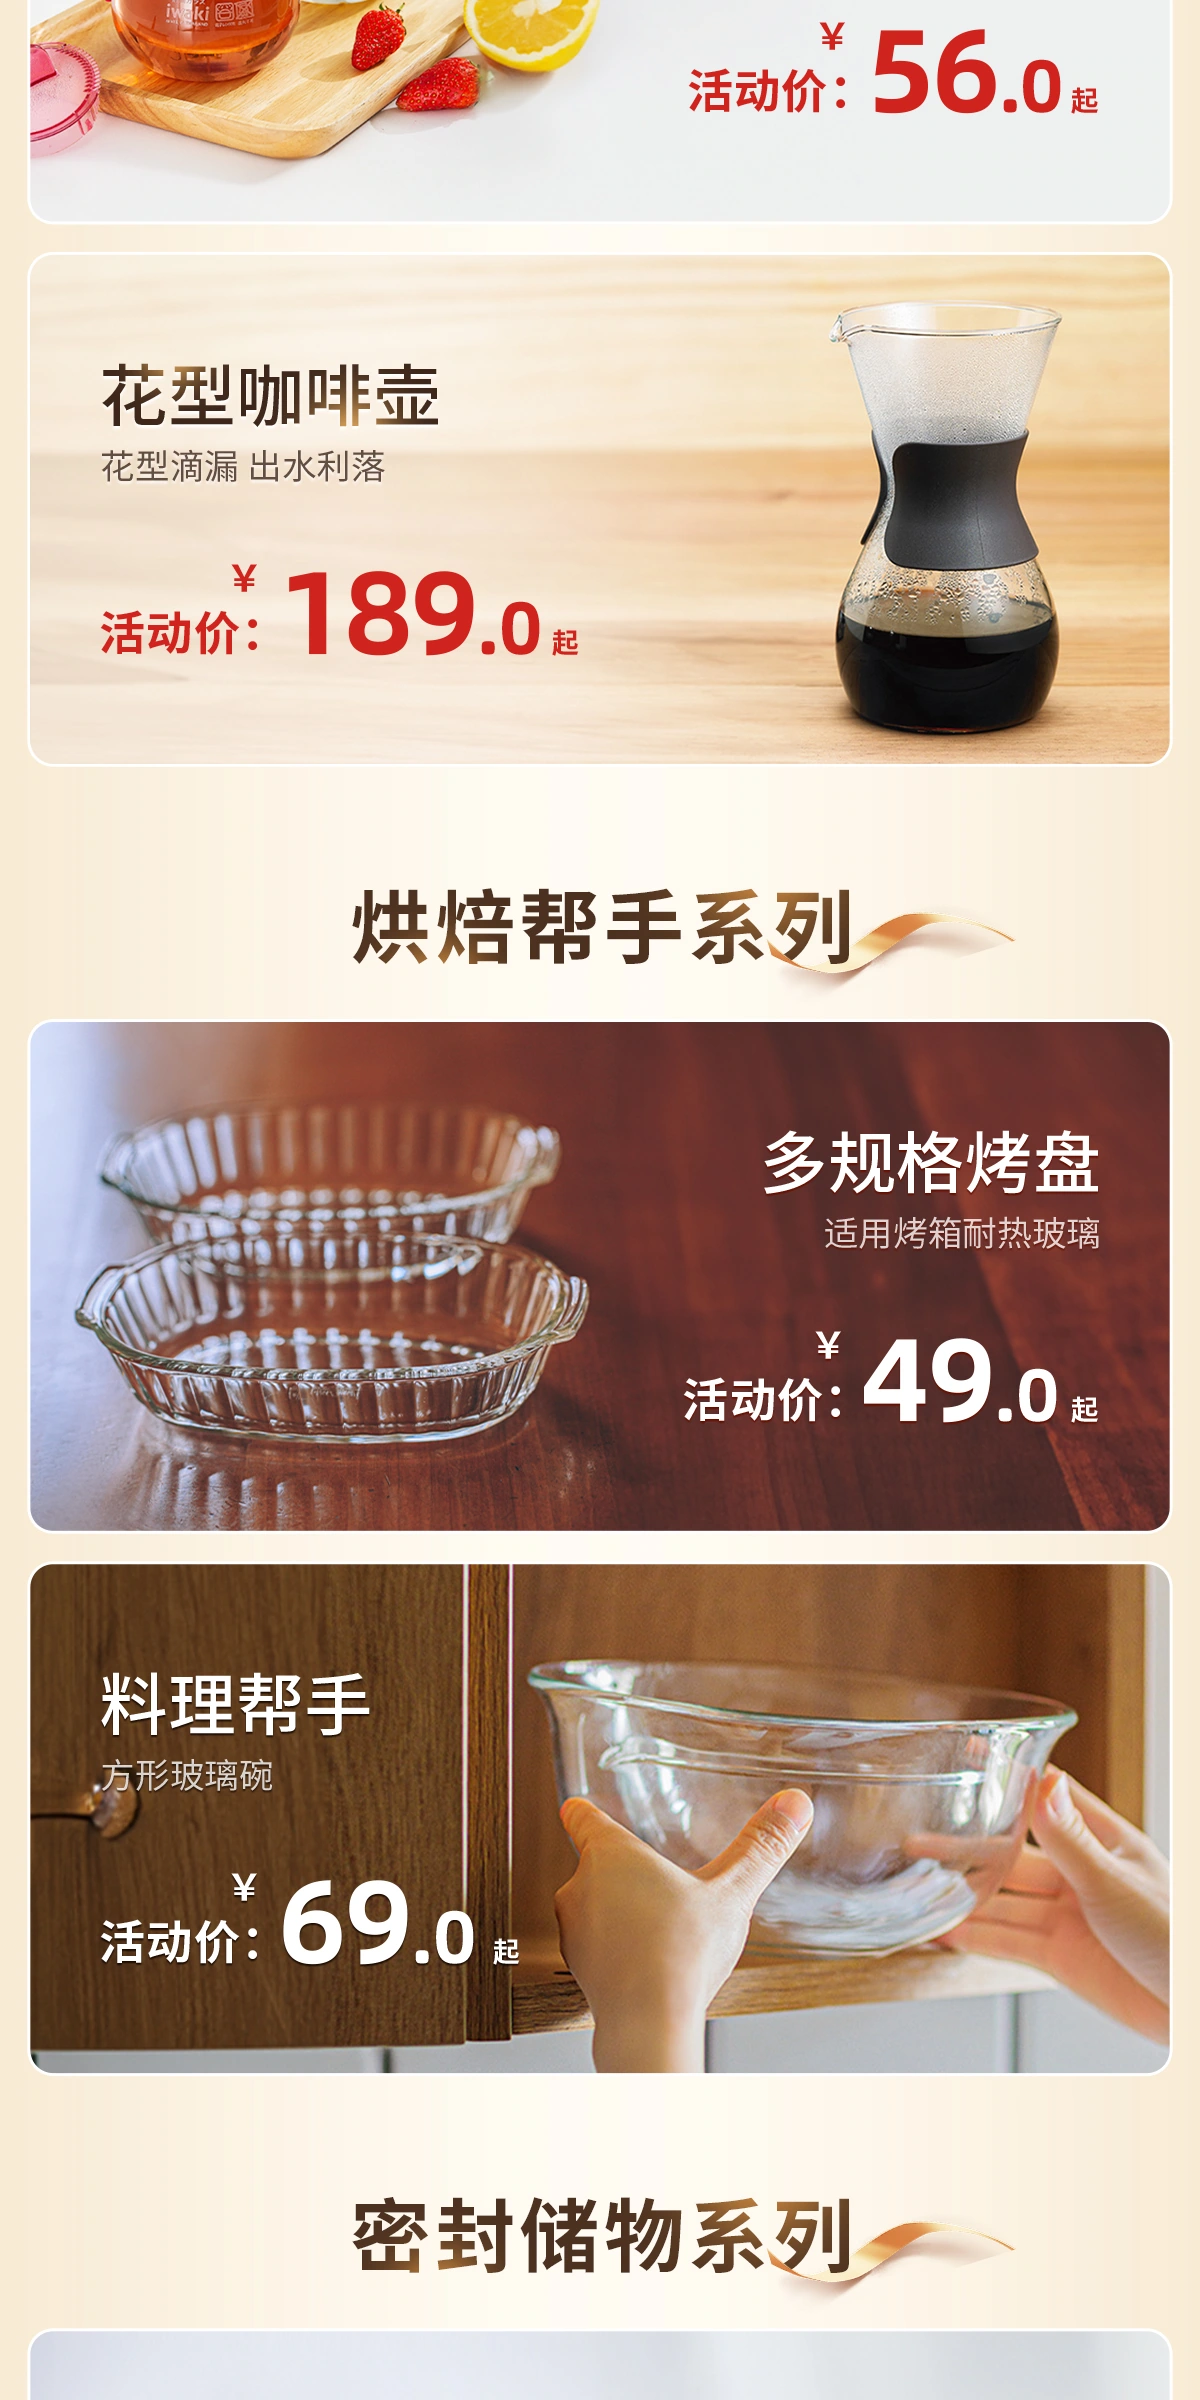 iwaki
¥
活动价：56.0起
花型咖啡壶
花型滴漏 出水利落
¥
活动价：189.0起
烘焙帮手系列
多规格烤盘
适用烤箱耐热玻璃
¥
活动价：49.0起
料理帮手
方形玻璃碗
¥
活动价：69.0起
密封储物系列